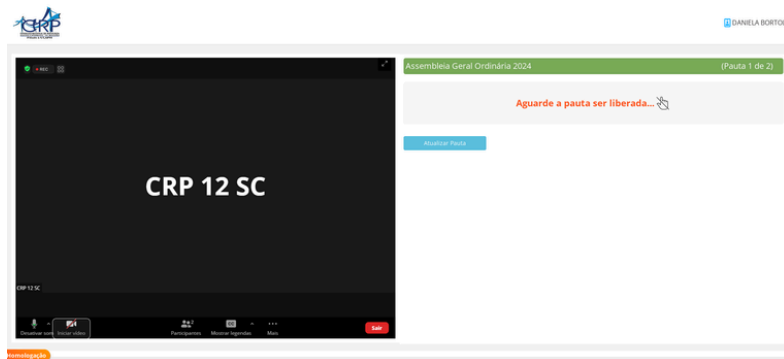 CRP
DANIELA BORTOL
REC
Assembleia Geral Ordinária 2024 (Pauta 1 de 2)
Aguarde a pauta ser liberada...
Atualizar Pauta
CRP 12 SC
CRP 12 SC
Desativar som Iniciar vídeo Participantes Mostrar legendas Mais Sair
Homologação